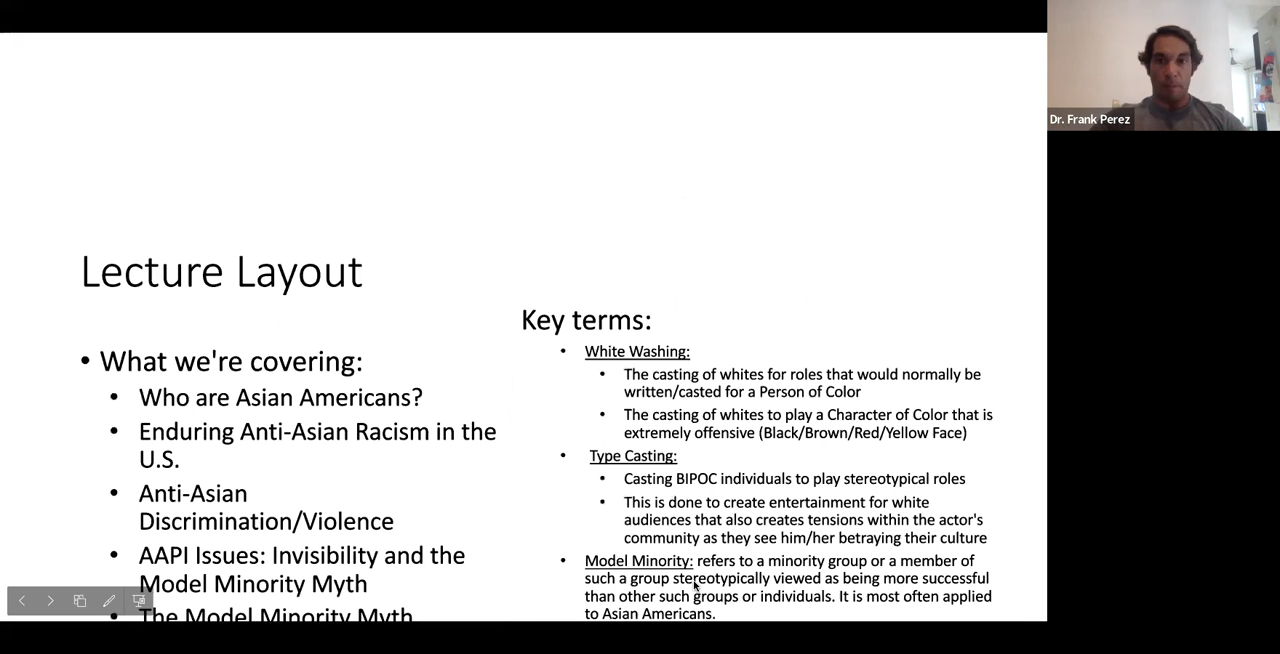 Lecture Layout
• What we're covering:
• Who are Asian Americans?
• Enduring Anti-Asian Racism in the
U.S.
• Anti-Asian
Discrimination/Violence
• AAPI Issues: Invisibility and the
Model Minority Myth
The Model Minority Myth
Key terms:
• White Washing:
• The casting of whites for roles that would normally be
written/casted for a Person of Color
• The casting of whites to play a Character of Color that is
extremely offensive (Black/Brown/Red/Yellow Face)
• Type Casting:
• Casting BIPOC individuals to play stereotypical roles
• This is done to create entertainment for white
audiences that also creates tensions within the actor's
community as they see him/her betraying their culture
• Model Minority: refers to a minority group or a member of
such a group stereotypically viewed as being more successful
than other such groups or individuals. It is most often applied
to Asian Americans.
Dr. Frank Perez